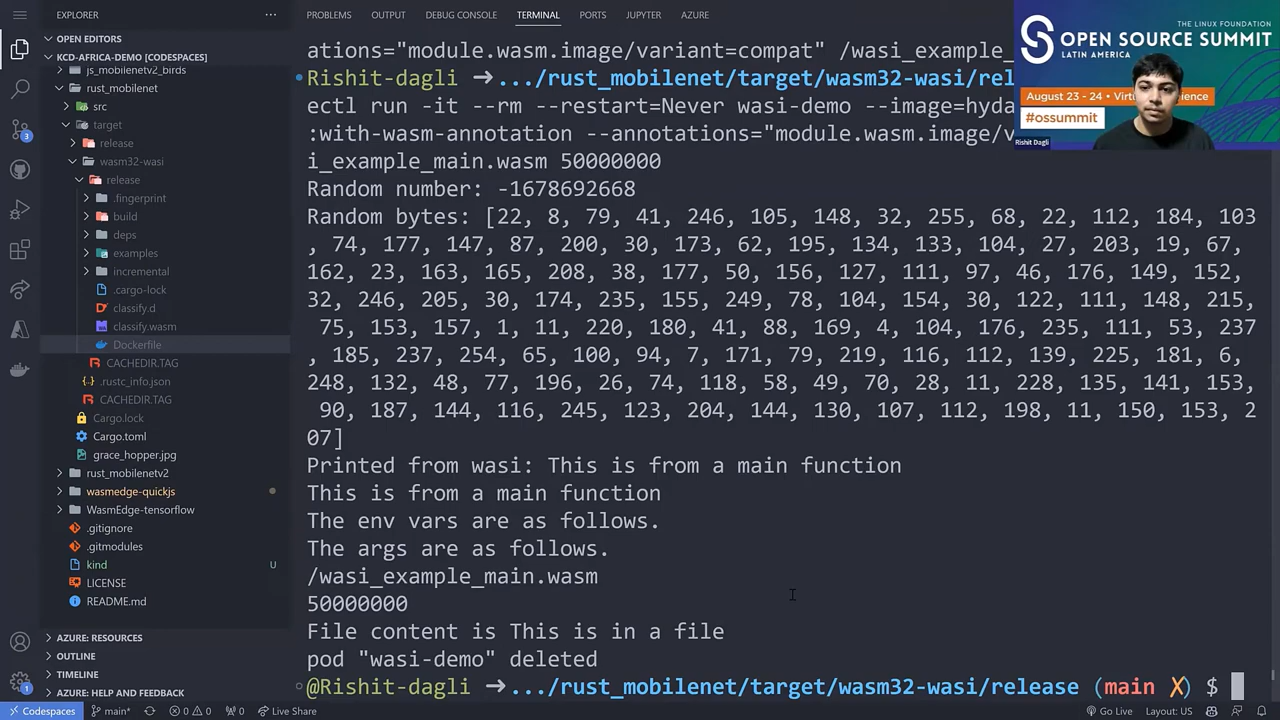 EXPLORER
OPEN EDITORS
KCD-AFRICA-DEMO [CODESPACES]
js_mobilenetv2_birds
rust_mobilenet
src
target
release
wasm32-wasi
release
.fingerprint
build
deps
examples
incremental
.cargo-lock
classify.d
classify.wasm
Dockerfile
CACHEDIR.TAG
.rustc_info.json
CACHEDIR.TAG
Cargo.lock
Cargo.toml
grace_hopper.jpg
rust_mobilenetv2
wasmedge-quickjs
WasmEdge-tensorflow
.gitignore
.gitmodules
kind U
LICENSE
README.md
AZURE: RESOURCES
OUTLINE
TIMELINE
AZURE: HELP AND FEEDBACK
3
1
PROBLEMS OUTPUT DEBUG CONSOLE TERMINAL PORTS JUPYTER AZURE
ations="module.wasm.image/variant=compat" /wasi_example_
Rishit-dagli ➜.../rust_mobilenet/target/wasm32-wasi/rel
ectl run -it --rm --restart=Never wasi-demo --image=hyda
:with-wasm-annotation --annotations="module.wasm.image/v
i_example_main.wasm 50000000
Random number: -1678692668
Random bytes: [22, 8, 79, 41, 246, 105, 148, 32, 255, 68, 22, 112, 184, 103
, 74, 177, 147, 87, 200, 30, 173, 62, 195, 134, 133, 104, 27, 203, 19, 67,
162, 23, 163, 165, 208, 38, 177, 50, 156, 127, 111, 97, 46, 176, 149, 152,
32, 246, 205, 30, 174, 235, 155, 249, 78, 104, 154, 30, 122, 111, 148, 215,
75, 153, 157, 1, 11, 220, 180, 41, 88, 169, 4, 104, 176, 235, 111, 53, 237
, 185, 237, 254, 65, 100, 94, 7, 171, 79, 219, 116, 112, 139, 225, 181, 6,
248, 132, 48, 77, 196, 26, 74, 118, 58, 49, 70, 28, 11, 228, 135, 141, 153,
90, 187, 144, 116, 245, 123, 204, 144, 130, 107, 112, 198, 11, 150, 153, 2
07]
Printed from wasi: This is from a main function
This is from a main function
The env vars are as follows.
The args are as follows.
/wasi_example_main.wasm
50000000
File content is This is in a file
pod "wasi-demo" deleted
@Rishit-dagli ➜.../rust_mobilenet/target/wasm32-wasi/release (main ✗) $
THE LINUX FOUNDATION
OPEN SOURCE SUMMIT
LATIN AMERICA
August 23 - 24 • Virt
#ossummit
Rishit Dagli
Codespaces main* 0 0 0 Live Share Go Live Layout: US